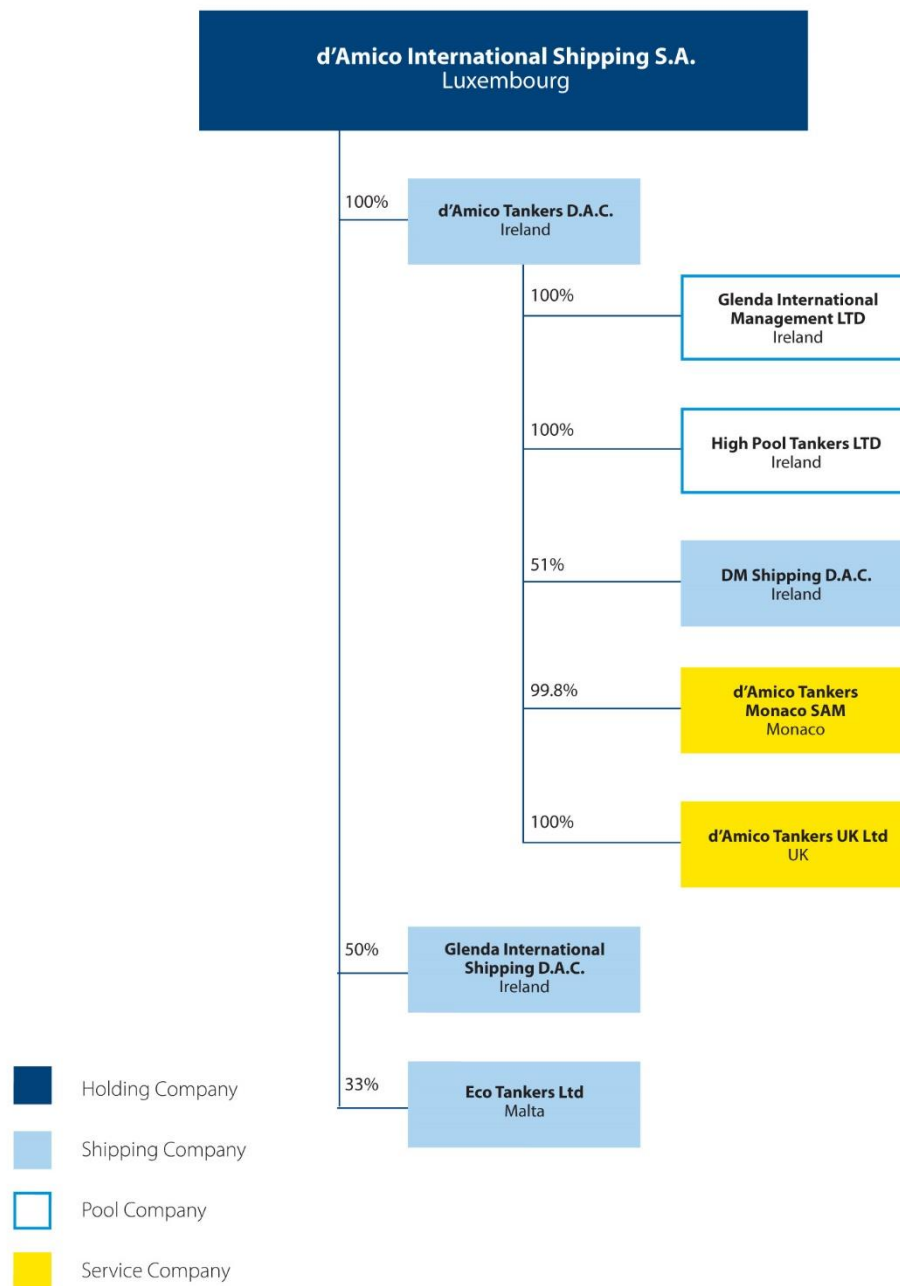 d’Amico International Shipping S.A.
Luxembourg
100%
d’Amico Tankers D.A.C.
Ireland
100%
Glenda International
Management LTD
Ireland
100%
High Pool Tankers LTD
Ireland
51%
DM Shipping D.A.C.
Ireland
99.8%
d’Amico Tankers
Monaco SAM
Monaco
100%
d’Amico Tankers UK Ltd
UK
50%
Glenda International
Shipping D.A.C.
Ireland
33%
Eco Tankers Ltd
Malta
Holding Company
Shipping Company
Pool Company
Service Company